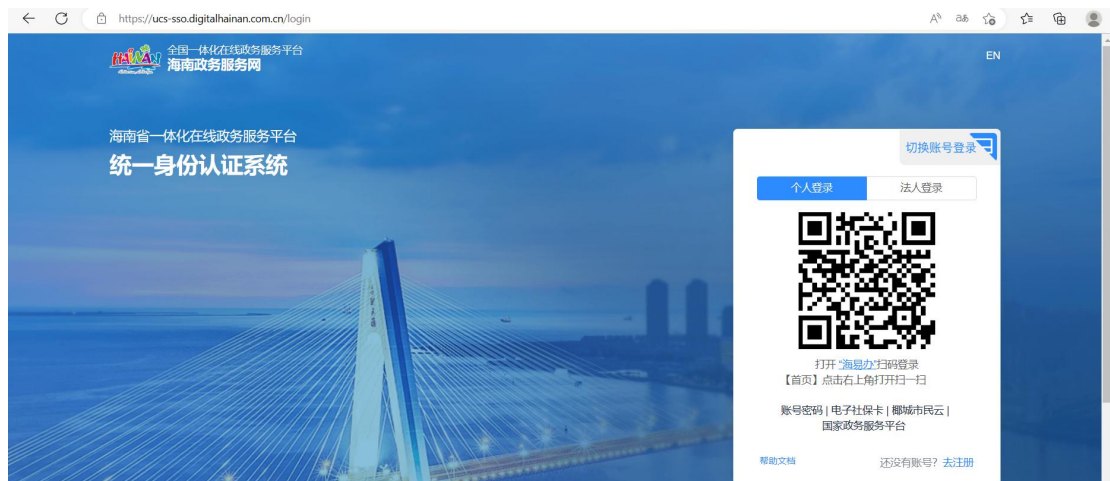 https://ucs-sso.digitalhainan.com.cn/login
HAINAN
全国一体化在线政务服务平台
海南政务服务网
EN
海南省一体化在线政务服务平台
统一身份认证系统
切换账号登录
个人登录
法人登录
打开 “海易办”扫码登录
【首页】点击右上角打开扫一扫
账号密码 | 电子社保卡 | 椰城市民云 |
国家政务服务平台
帮助文档
还没有账号？去注册